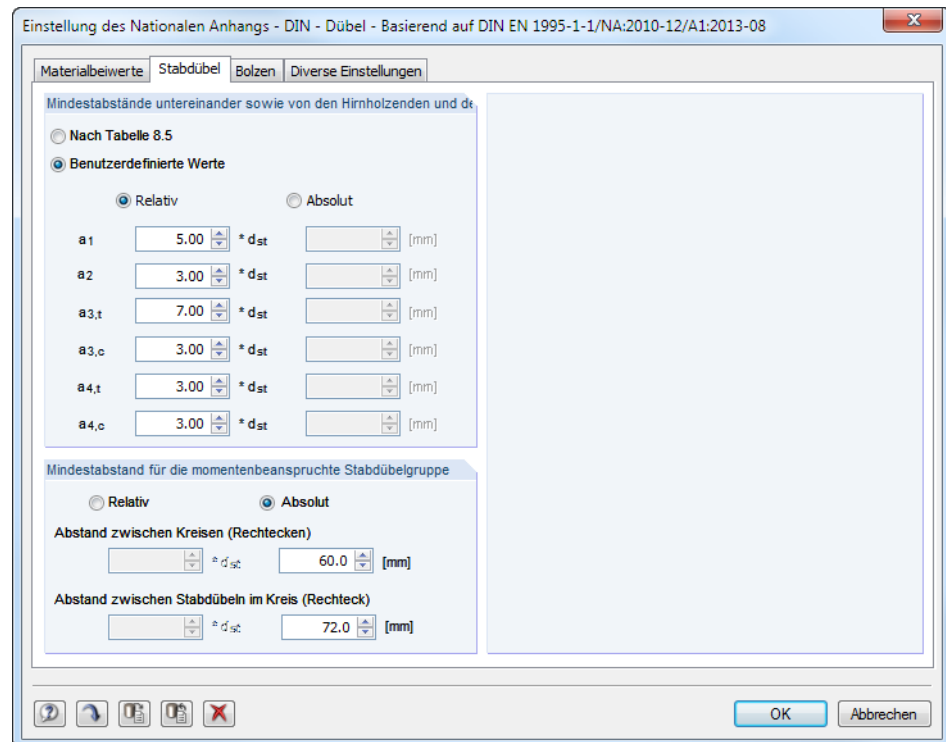 Einstellung des Nationalen Anhangs - DIN - Dübel - Basierend auf DIN EN 1995-1-1/NA:2010-12/A1:2013-08
Materialbeiwerte Stabdübel Bolzen Diverse Einstellungen
Mindestabstände untereinander sowie von den Hirnholzenden und de
Nach Tabelle 8.5
Benutzerdefinierte Werte
Relativ Absolut
a1 5.00 * dst [mm]
a2 3.00 * dst [mm]
a3,t 7.00 * dst [mm]
a3,c 3.00 * dst [mm]
a4,t 3.00 * dst [mm]
a4,c 3.00 * dst [mm]
Mindestabstand für die momentenbeanspruchte Stabdübelgruppe
Relativ Absolut
Abstand zwischen Kreisen (Rechtecken)
* dst 60.0 [mm]
Abstand zwischen Stabdübeln im Kreis (Rechteck)
* dst 72.0 [mm]
OK Abbrechen